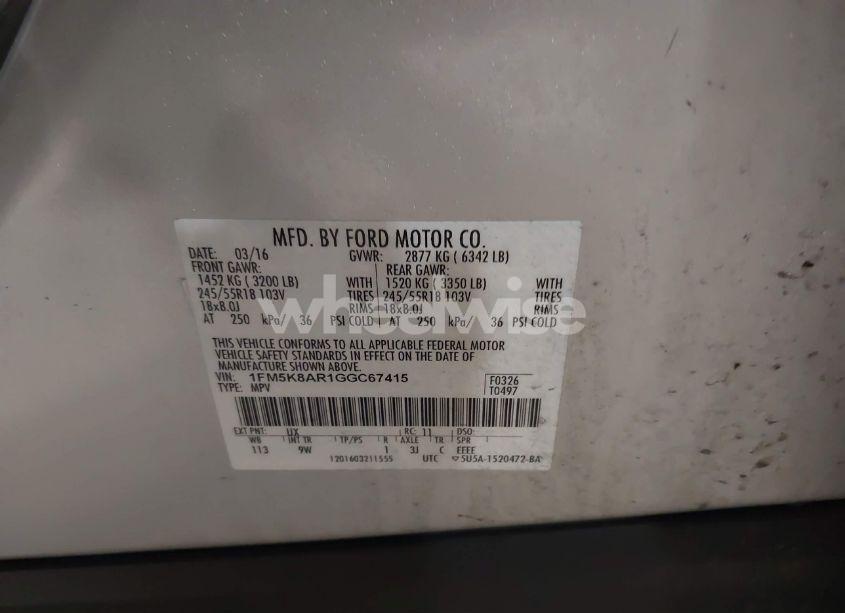 MFD. BY FORD MOTOR CO.
DATE: 03/16 GVWR: 2877 KG ( 6342 LB)
FRONT GAWR: REAR GAWR:
1452 KG ( 3200 LB) WITH 1520 KG ( 3350 LB) WITH
245/55R18 103V TIRES 245/55R18 103V TIRES
18x8.0J RIMS 18x8.0J RIMS
AT 250 kPa/ 36 PSI COLD AT 250 kPa/ 36 PSI COLD
THIS VEHICLE CONFORMS TO ALL APPLICABLE FEDERAL MOTOR
VEHICLE SAFETY STANDARDS IN EFFECT ON THE DATE OF
MANUFACTURE SHOWN ABOVE.
VIN: 1FM5K8AR1GGC67415 F0326
TYPE: MPV T0497
EXT PNT: UX RC: 11 DSO:
WB INT TR TP/PS R AXLE TR SPR
113 9W 1 3J C EEEE
1201603211555 UTC 5U5A-1520472-BA
wheelwise